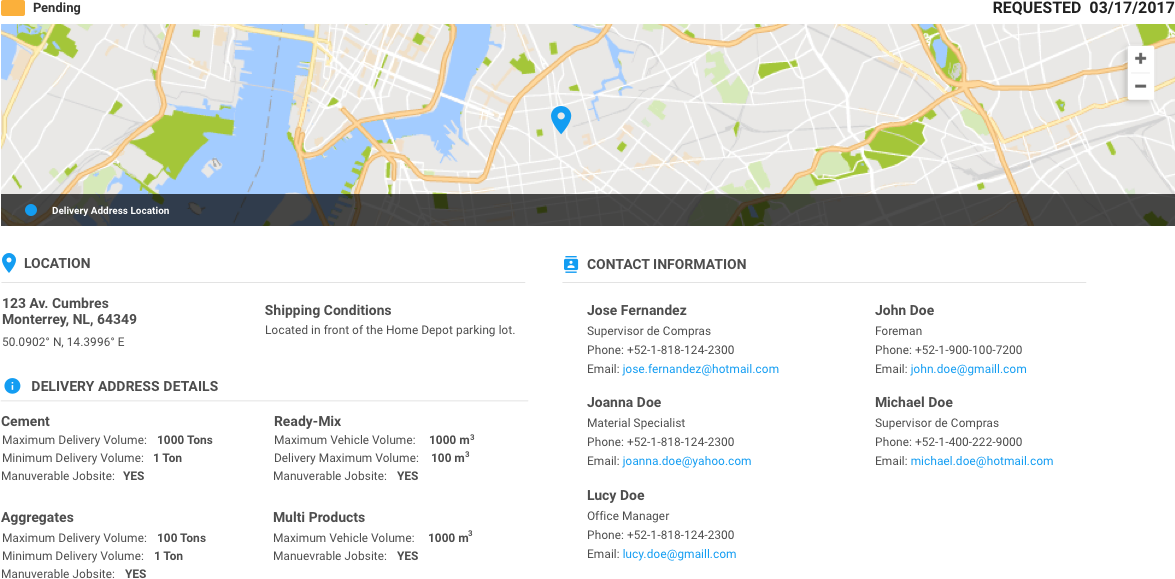 Pending
REQUESTED 03/17/2017
+
−
Delivery Address Location
LOCATION
123 Av. Cumbres
Monterrey, NL, 64349
50.0902° N, 14.3996° E
Shipping Conditions
Located in front of the Home Depot parking lot.
DELIVERY ADDRESS DETAILS
Cement
Maximum Delivery Volume: 1000 Tons
Minimum Delivery Volume: 1 Ton
Manuverable Jobsite: YES
Ready-Mix
Maximum Vehicle Volume: 1000 m³
Delivery Maximum Volume: 100 m³
Manuverable Jobsite: YES
Aggregates
Maximum Delivery Volume: 100 Tons
Minimum Delivery Volume: 1 Ton
Manuverable Jobsite: YES
Multi Products
Maximum Vehicle Volume: 1000 m³
Manuevrable Jobsite: YES
CONTACT INFORMATION
Jose Fernandez
Supervisor de Compras
Phone: +52-1-818-124-2300
Email: jose.fernandez@hotmail.com
John Doe
Foreman
Phone: +52-1-900-100-7200
Email: john.doe@gmaill.com
Joanna Doe
Material Specialist
Phone: +52-1-818-124-2300
Email: joanna.doe@yahoo.com
Michael Doe
Supervisor de Compras
Phone: +52-1-400-222-9000
Email: michael.doe@hotmail.com
Lucy Doe
Office Manager
Phone: +52-1-818-124-2300
Email: lucy.doe@gmaill.com